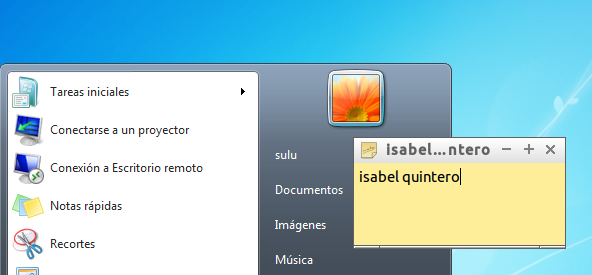 Tareas iniciales
Conectarse a un proyector
Conexión a Escritorio remoto
Notas rápidas
Recortes
sulu
Documentos
Imágenes
Música
isabel...ntero
isabel quintero